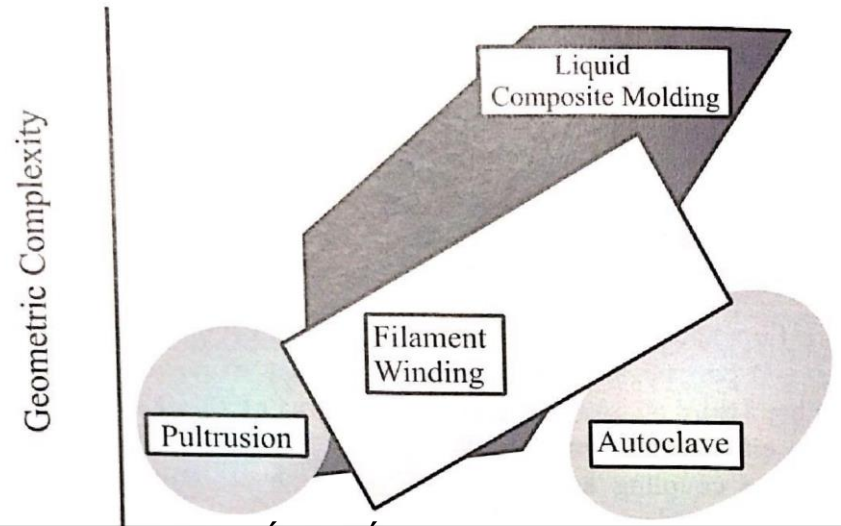 Geometric Complexity
Liquid
Composite Molding
Filament
Winding
Pultrusion
Autoclave